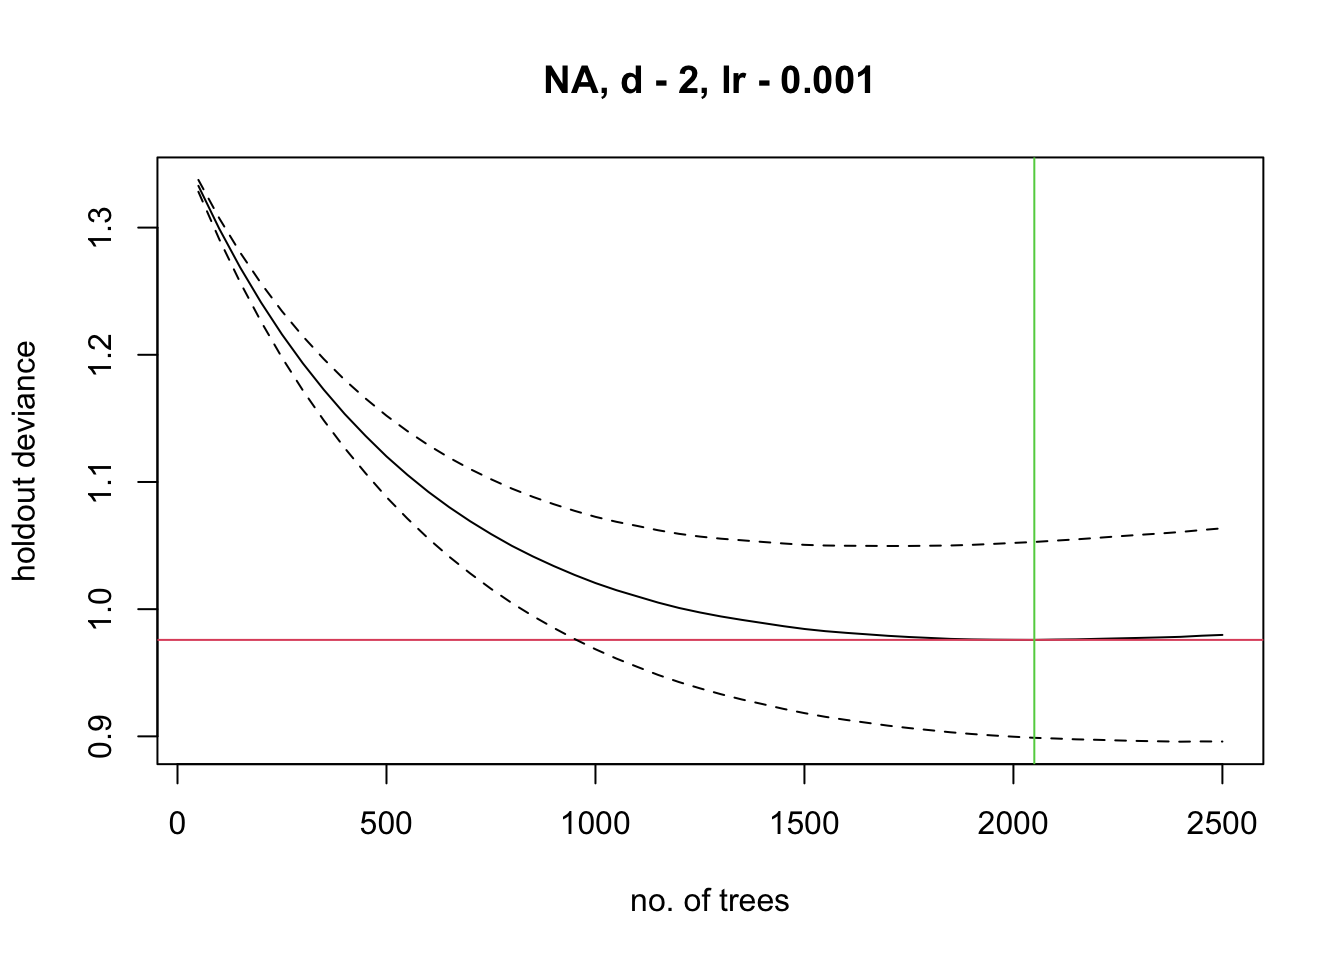 NA, d - 2, lr - 0.001
holdout deviance
1.3
1.2
1.1
1.0
0.9
0 500 1000 1500 2000 2500
no. of trees